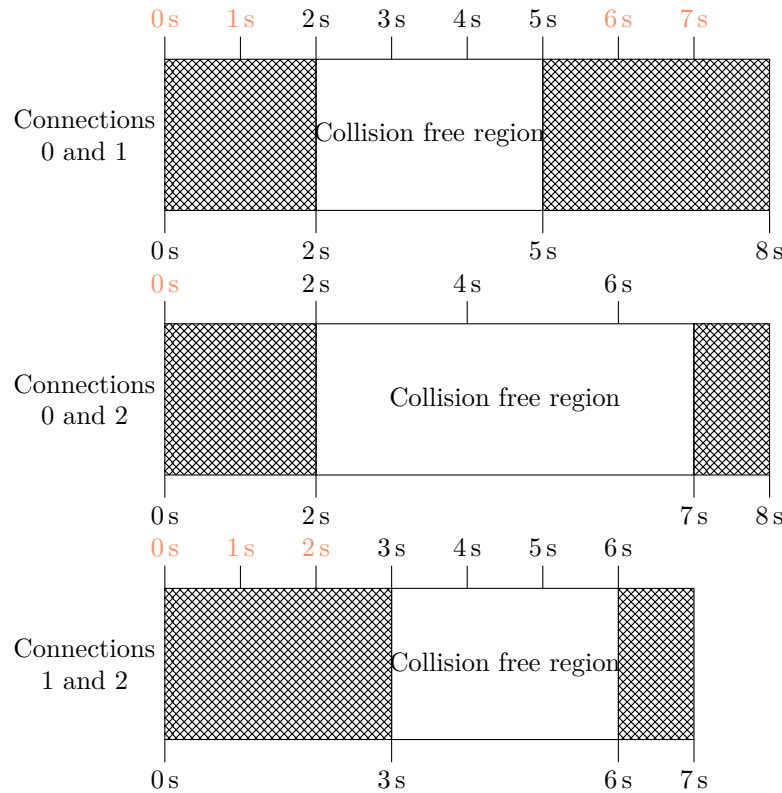 0 s 1 s 2 s 3 s 4 s 5 s 6 s 7 s
Connections
0 and 1
Collision free region
0 s 2 s 5 s 8 s
0 s 2 s 4 s 6 s
Connections
0 and 2
Collision free region
0 s 2 s 7 s 8 s
0 s 1 s 2 s 3 s 4 s 5 s 6 s
Connections
1 and 2
Collision free region
0 s 3 s 6 s 7 s